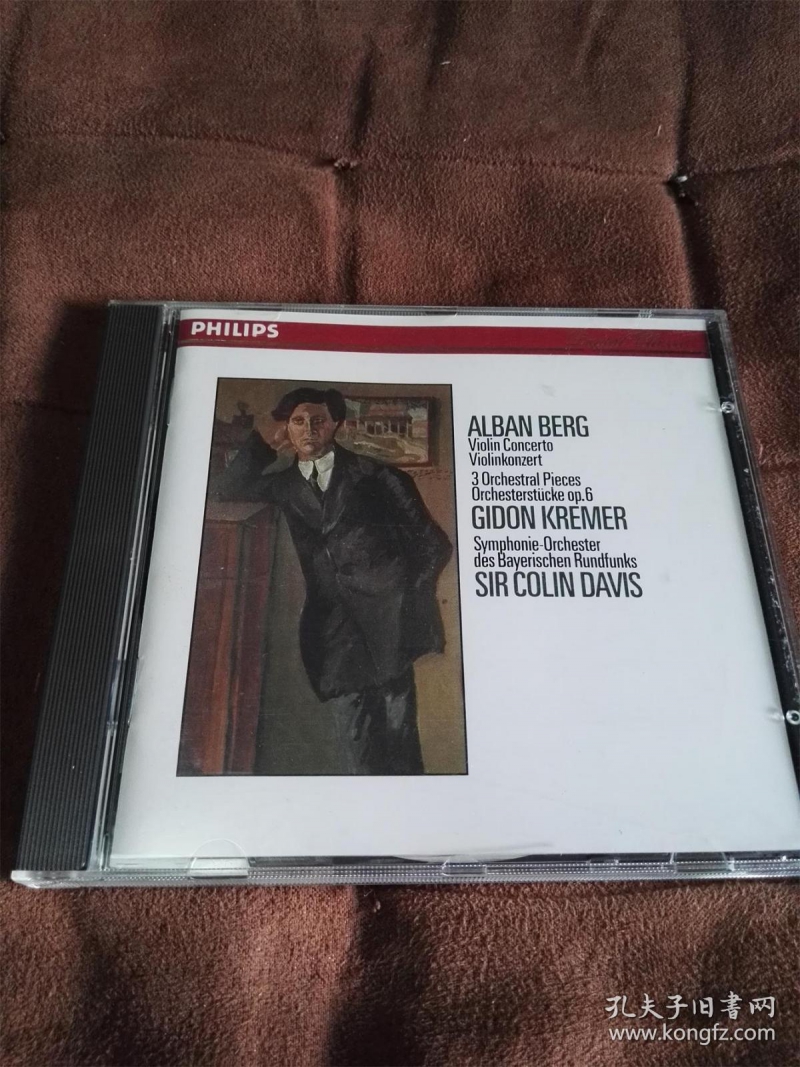 PHILIPS
ALBAN BERG
Violin Concerto
Violinkonzert
3 Orchestral Pieces
Orchesterstücke op.6
GIDON KREMER
Symphonie-Orchester
des Bayerischen Rundfunks
SIR COLIN DAVIS
孔夫子旧書网
www.kongfz.com